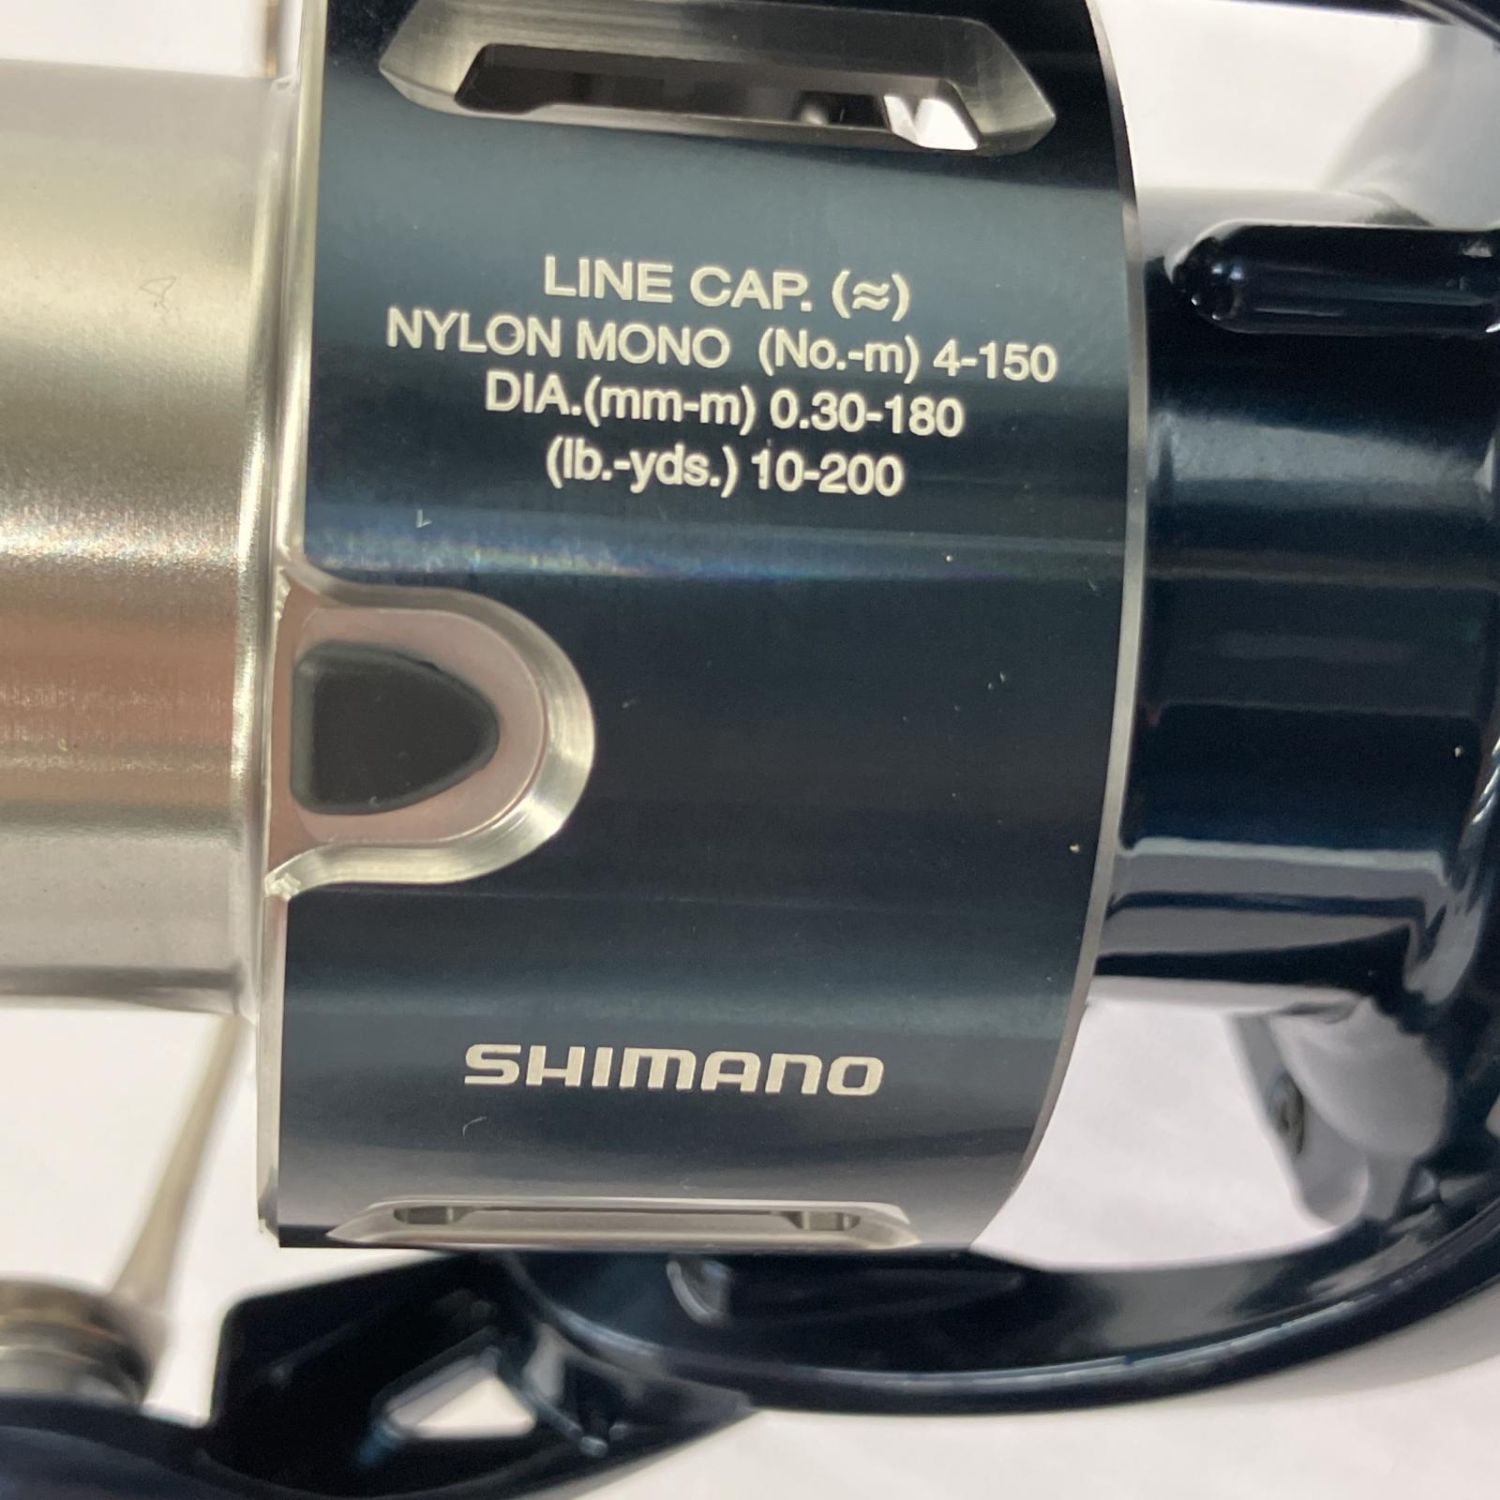 LINE CAP. (≈)
NYLON MONO (No.-m) 4-150
DIA.(mm-m) 0.30-180
(lb.-yds.) 10-200
SHIMANO